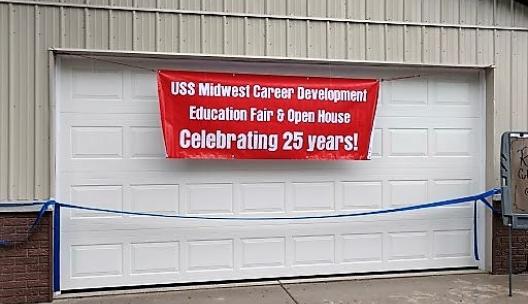 USS Midwest Career Development
Education Fair & Open House
Celebrating 25 years!